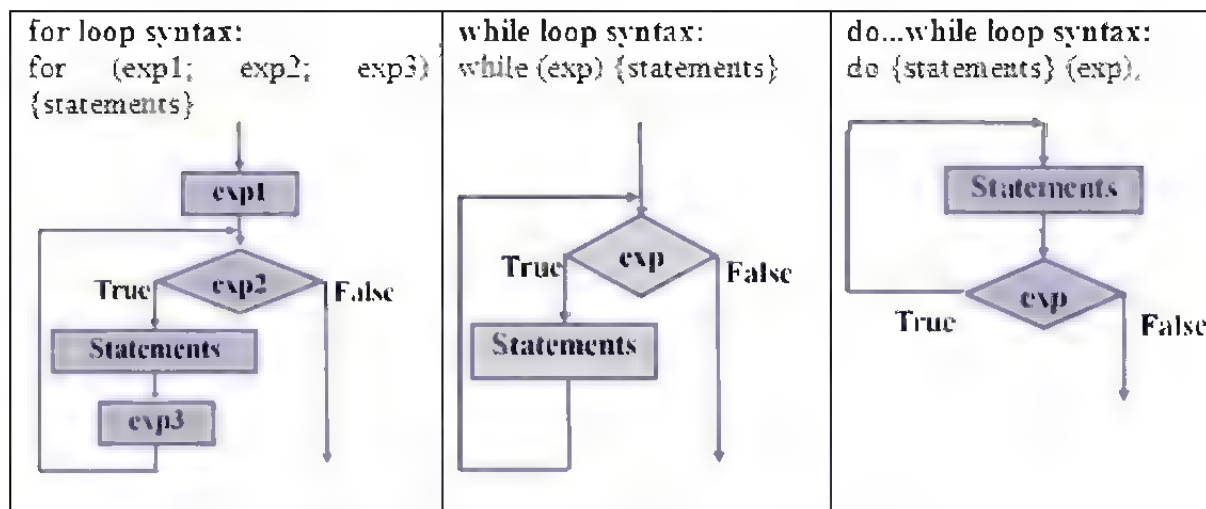 for loop syntax:
for (exp1; exp2; exp3)
{statements}
exp1
exp2
True
False
Statements
exp3
while loop syntax:
while (exp) {statements}
exp
True
False
Statements
do...while loop syntax:
do {statements} (exp),
Statements
exp
True
False